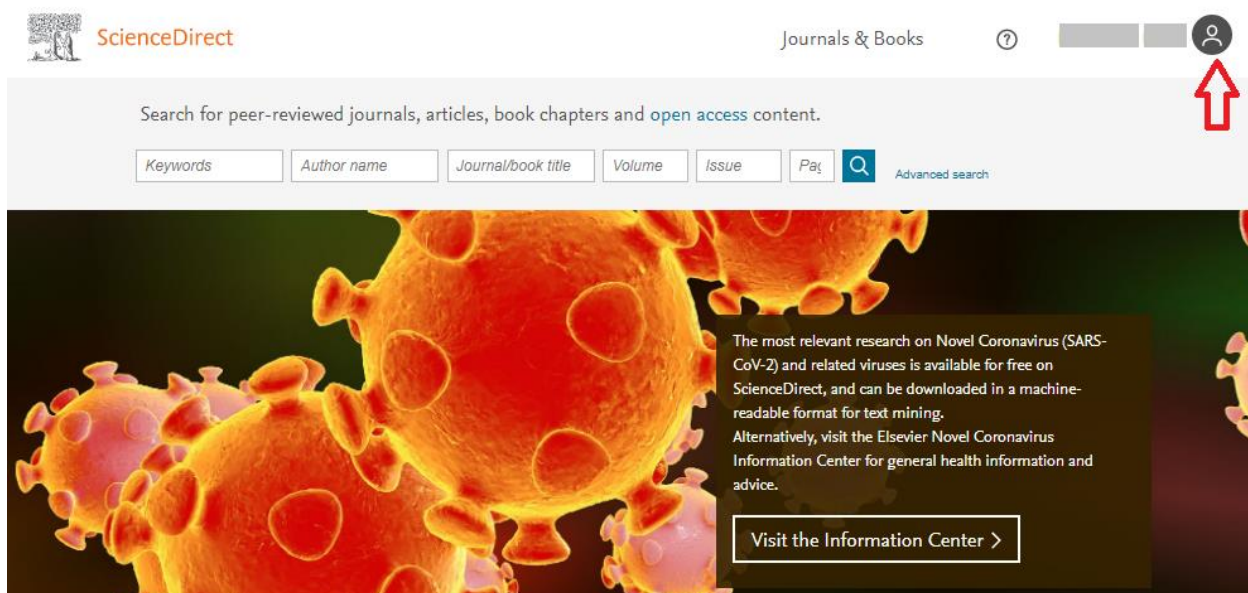 ScienceDirect
Journals & Books
?
Search for peer-reviewed journals, articles, book chapters and open access content.
Keywords
Author name
Journal/book title
Volume
Issue
Pag
Advanced search
The most relevant research on Novel Coronavirus (SARS-
CoV-2) and related viruses is available for free on
ScienceDirect, and can be downloaded in a machine-
readable format for text mining.
Alternatively, visit the Elsevier Novel Coronavirus
Information Center for general health information and
advice.
Visit the Information Center >